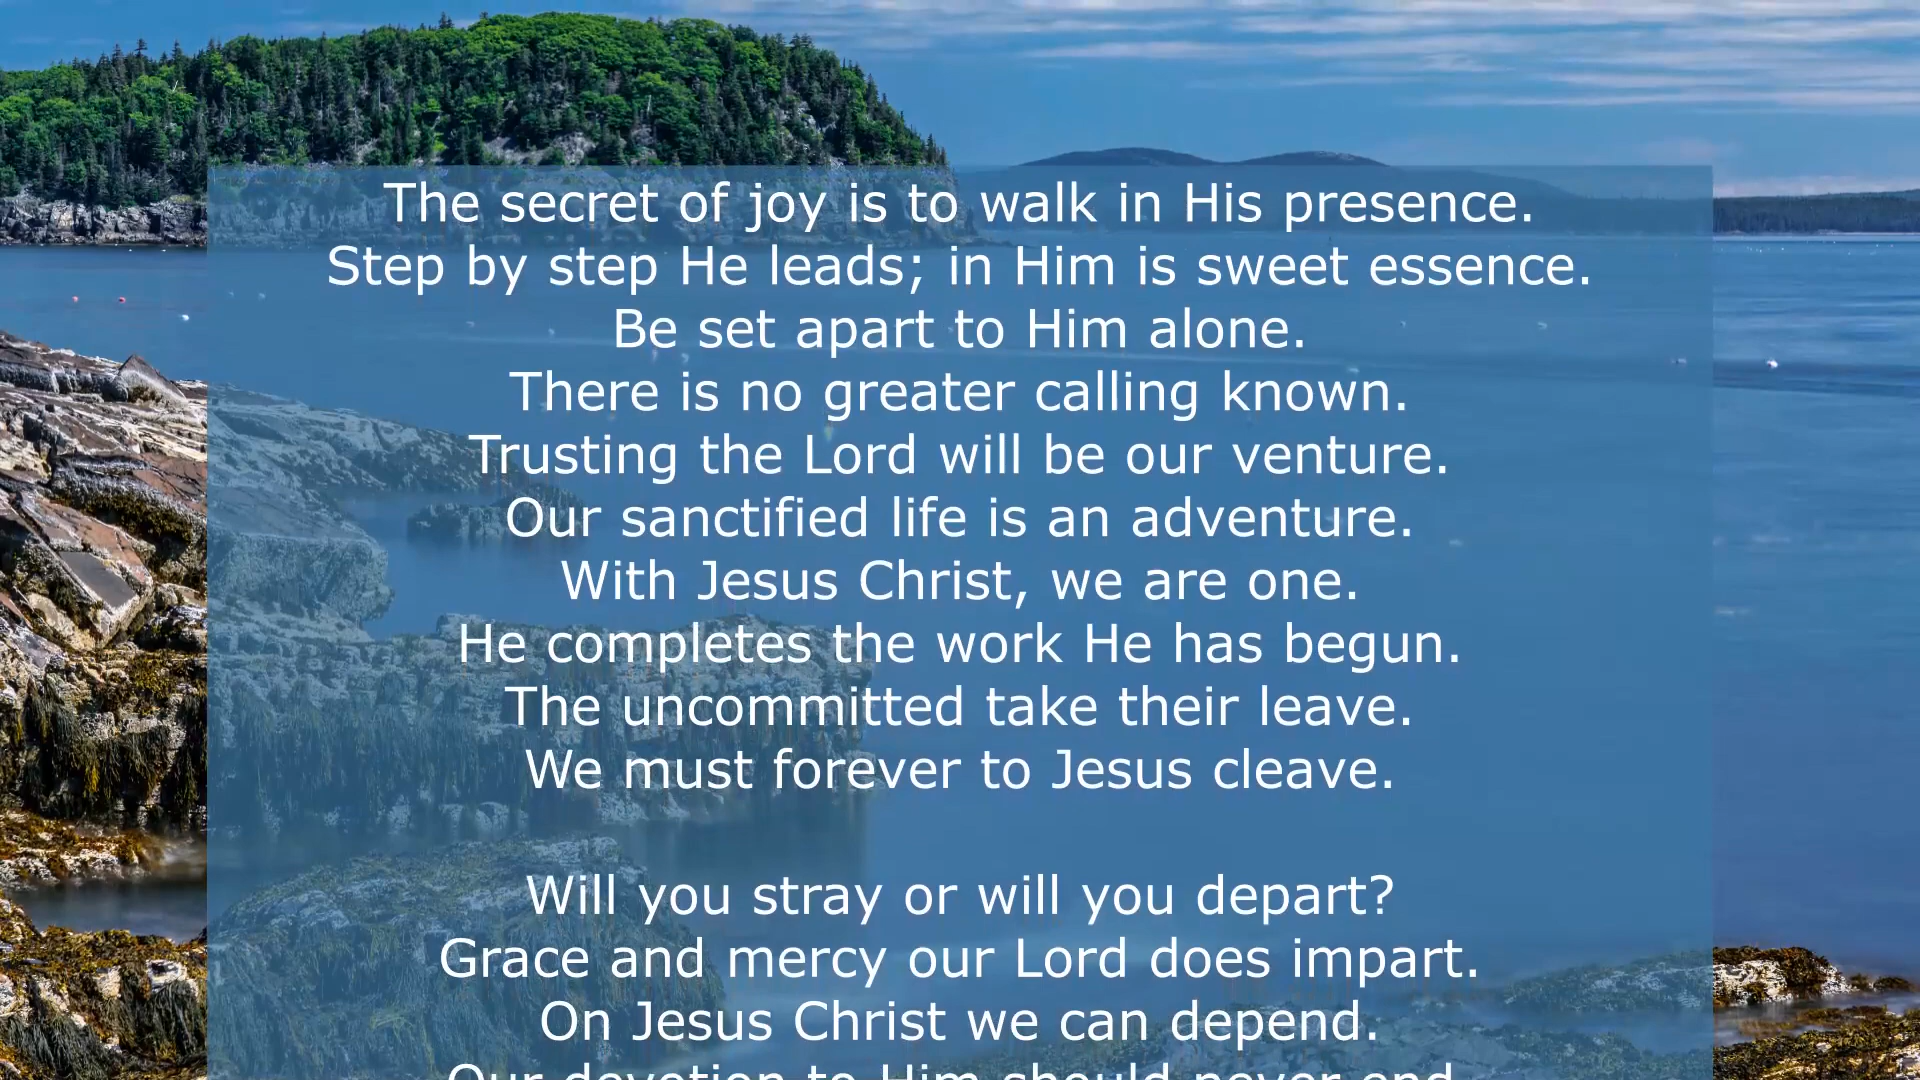 The secret of joy is to walk in His presence.
Step by step He leads; in Him is sweet essence.
Be set apart to Him alone.
There is no greater calling known.
Trusting the Lord will be our venture.
Our sanctified life is an adventure.
With Jesus Christ, we are one.
He completes the work He has begun.
The uncommitted take their leave.
We must forever to Jesus cleave.
Will you stray or will you depart?
Grace and mercy our Lord does impart.
On Jesus Christ we can depend.
Our devotion to Him should never end.